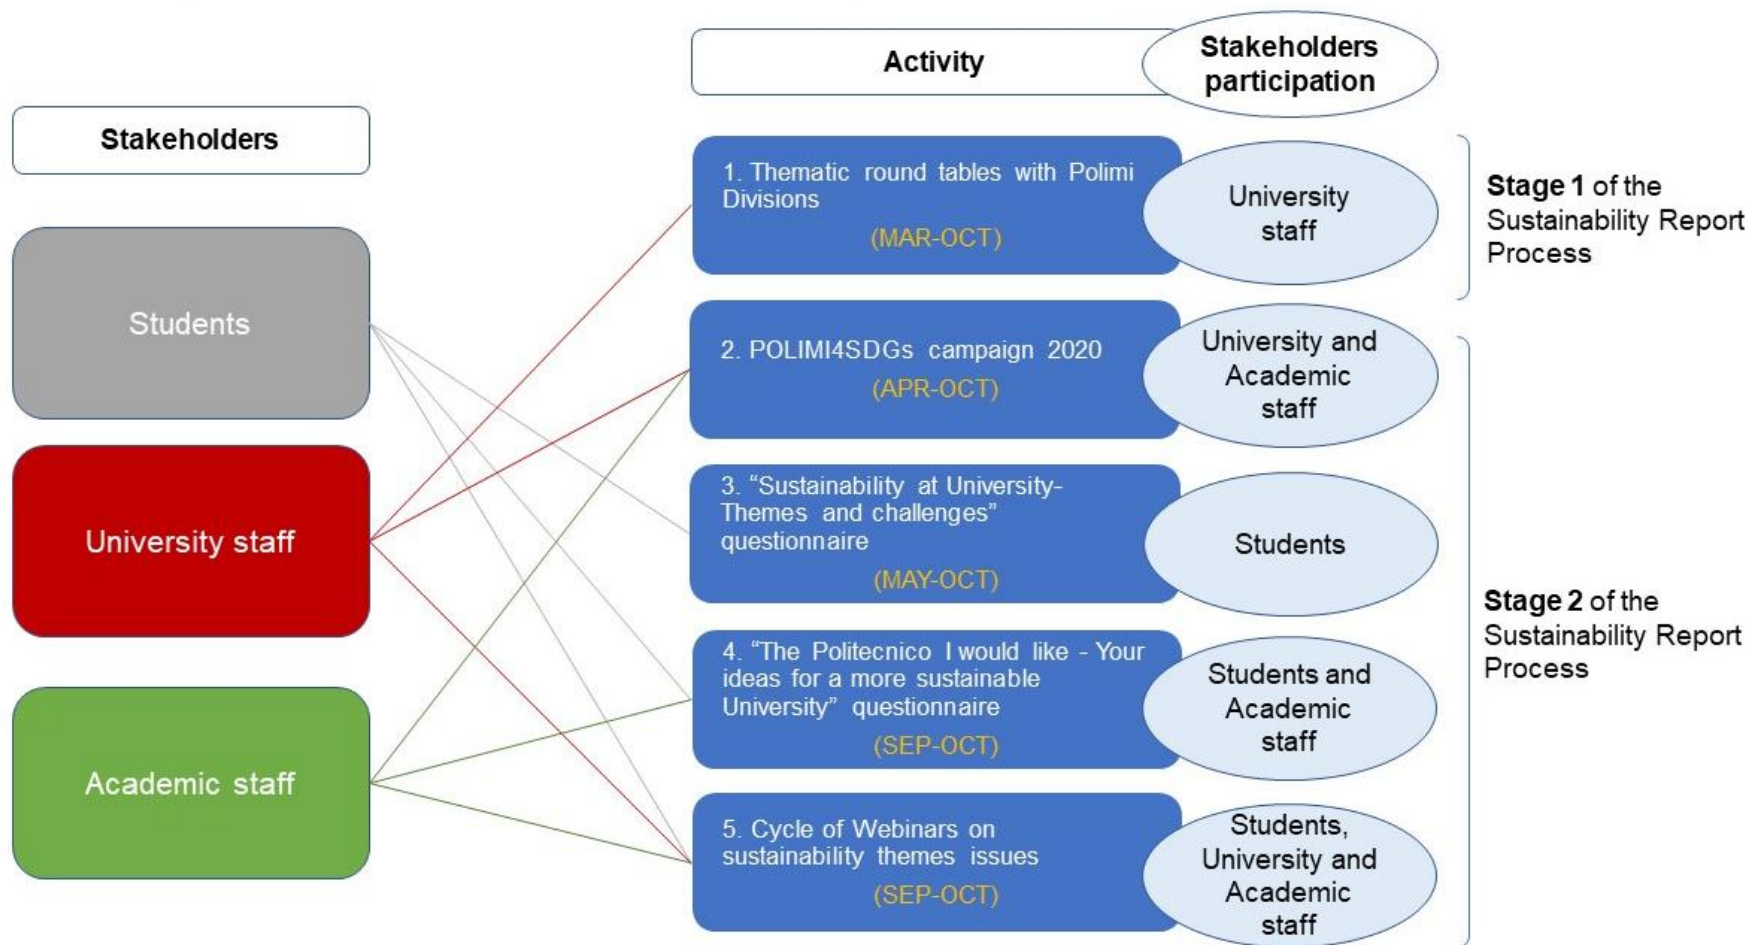 Stakeholders
Students
University staff
Academic staff
Activity
Stakeholders
participation
1. Thematic round tables with Polimi
Divisions
(MAR-OCT)
University
staff
2. POLIMI4SDGs campaign 2020
(APR-OCT)
University and
Academic
staff
3. “Sustainability at University-
Themes and challenges”
questionnaire
(MAY-OCT)
Students
4. “The Politecnico I would like - Your
ideas for a more sustainable
University” questionnaire
(SEP-OCT)
Students and
Academic
staff
5. Cycle of Webinars on
sustainability themes issues
(SEP-OCT)
Students,
University and
Academic
staff
Stage 1 of the
Sustainability Report
Process
Stage 2 of the
Sustainability Report
Process